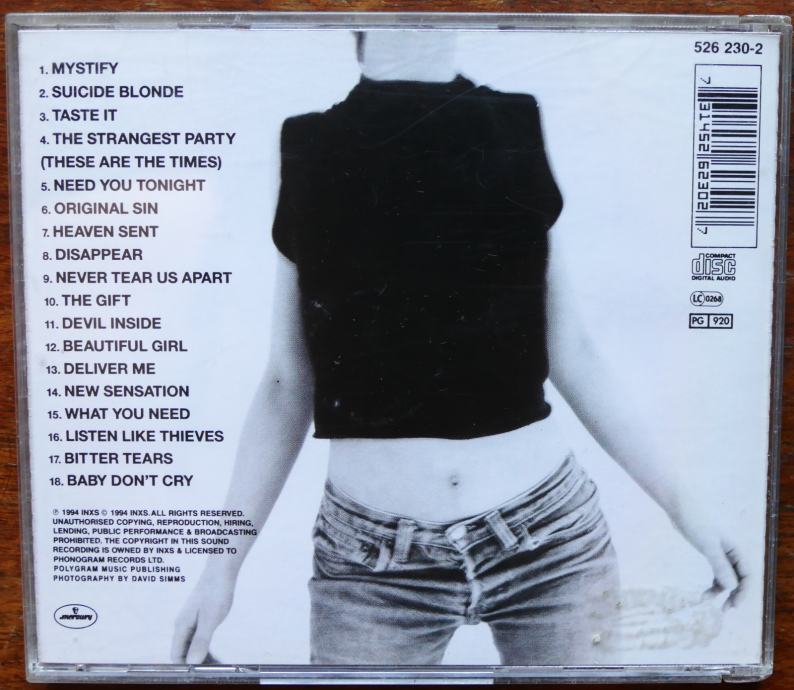 526 230-2
1. MYSTIFY
2. SUICIDE BLONDE
3. TASTE IT
4. THE STRANGEST PARTY
(THESE ARE THE TIMES)
5. NEED YOU TONIGHT
6. ORIGINAL SIN
7. HEAVEN SENT
8. DISAPPEAR
9. NEVER TEAR US APART
10. THE GIFT
11. DEVIL INSIDE
12. BEAUTIFUL GIRL
13. DELIVER ME
14. NEW SENSATION
15. WHAT YOU NEED
16. LISTEN LIKE THIEVES
17. BITTER TEARS
18. BABY DON'T CRY
℗ 1994 INXS © 1994 INXS. ALL RIGHTS RESERVED.
UNAUTHORISED COPYING, REPRODUCTION, HIRING,
LENDING, PUBLIC PERFORMANCE & BROADCASTING
PROHIBITED. THE COPYRIGHT IN THIS SOUND
RECORDING IS OWNED BY INXS & LICENSED TO
PHONOGRAM RECORDS LTD.
POLYGRAM MUSIC PUBLISHING
PHOTOGRAPHY BY DAVID SIMMS
mercury
7 31452 62302 7
COMPACT
disc
DIGITAL AUDIO
LC 0268
PG 920